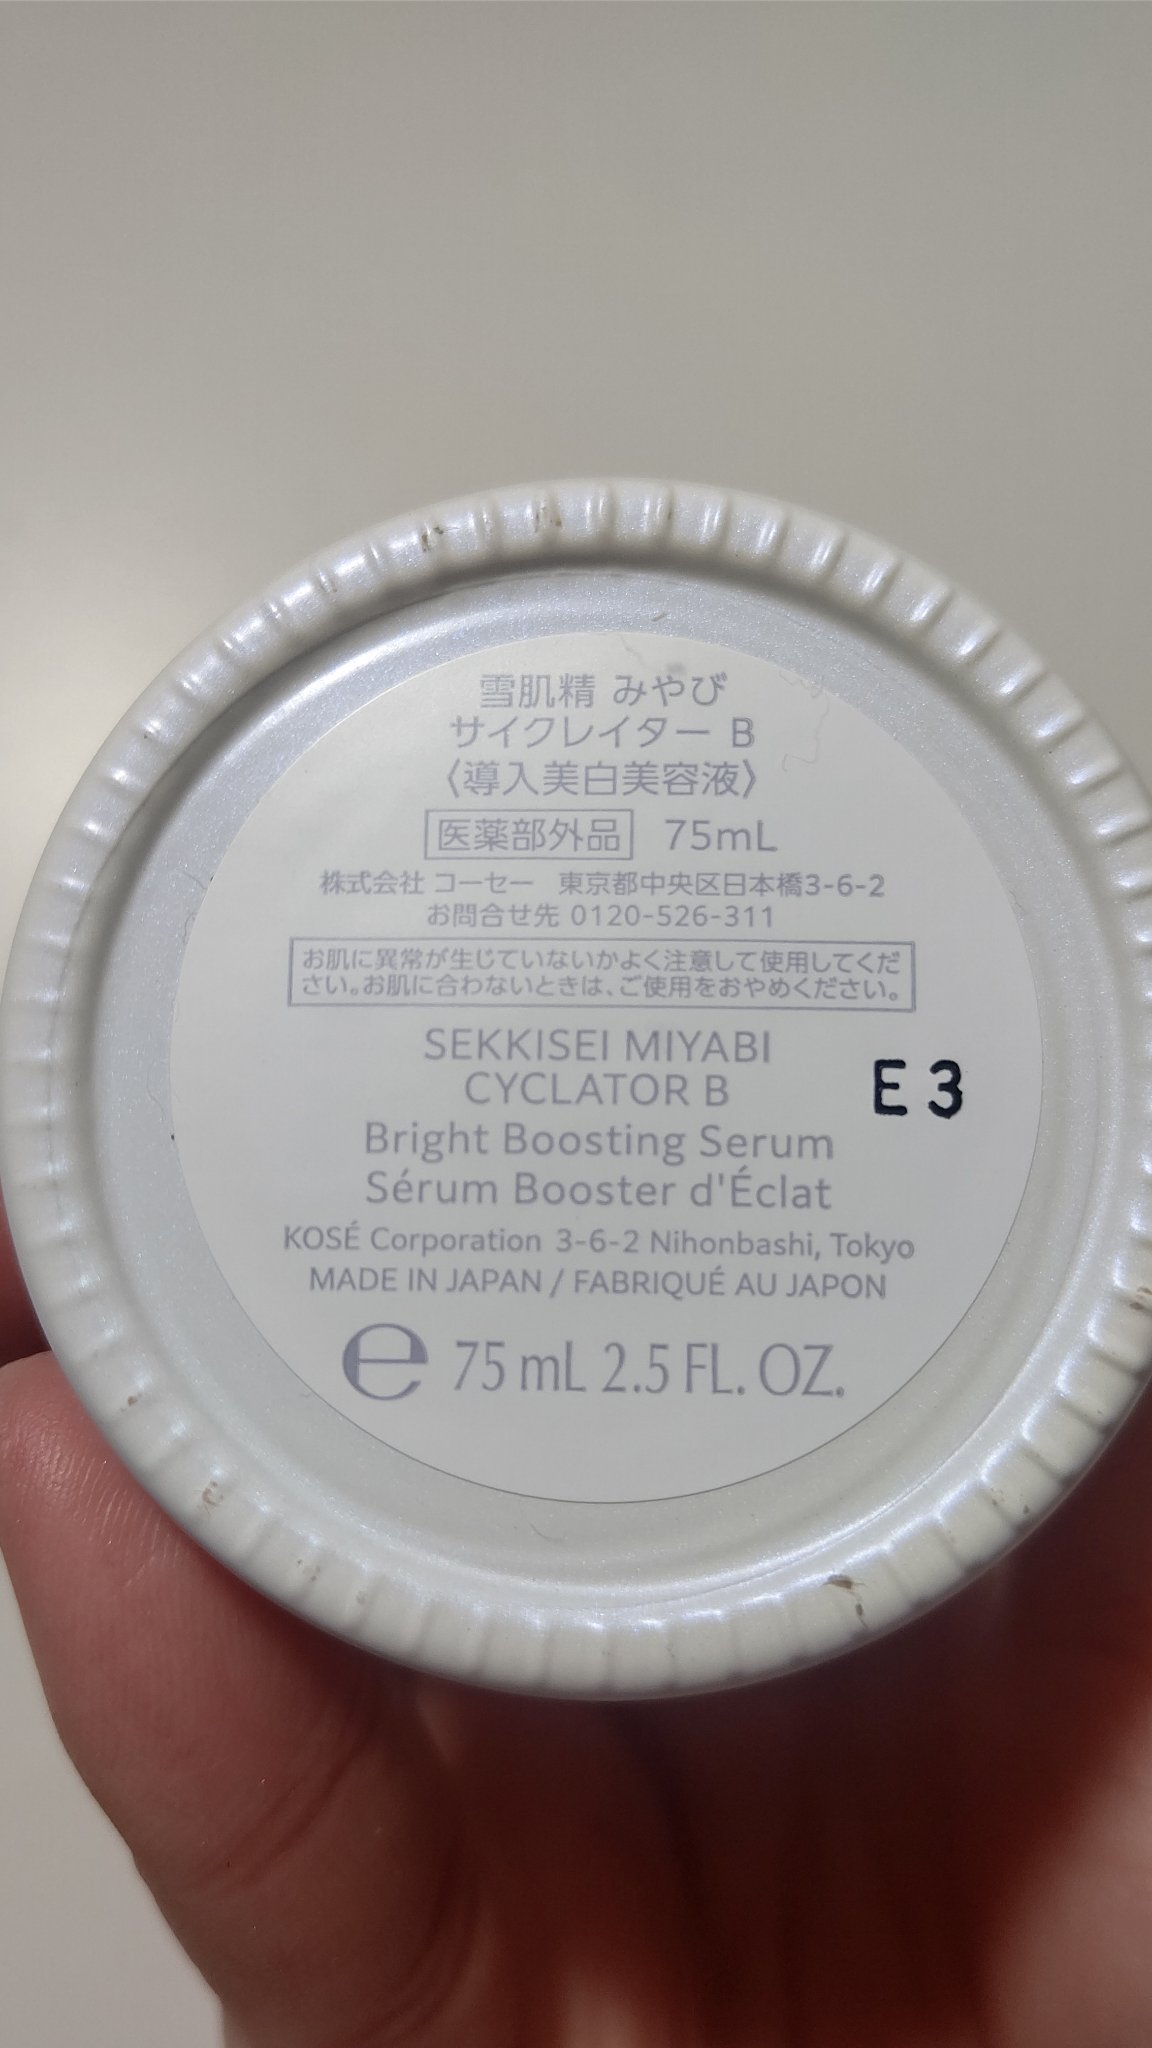 雪肌精 みやび
サイクレイター B
〈導入美白美容液〉
医薬部外品 75mL
株式会社 コーセー 東京都中央区日本橋3-6-2
お問合せ先 0120-526-311
お肌に異常が生じていないかよく注意して使用してくだ
さい。お肌に合わないときは、ご使用をおやめください。
SEKKISEI MIYABI
CYCLATOR B
E3
Bright Boosting Serum
Sérum Booster d'Éclat
KOSÉ Corporation 3-6-2 Nihonbashi, Tokyo
MADE IN JAPAN / FABRIQUÉ AU JAPON
℮ 75 mL 2.5 FL. OZ.